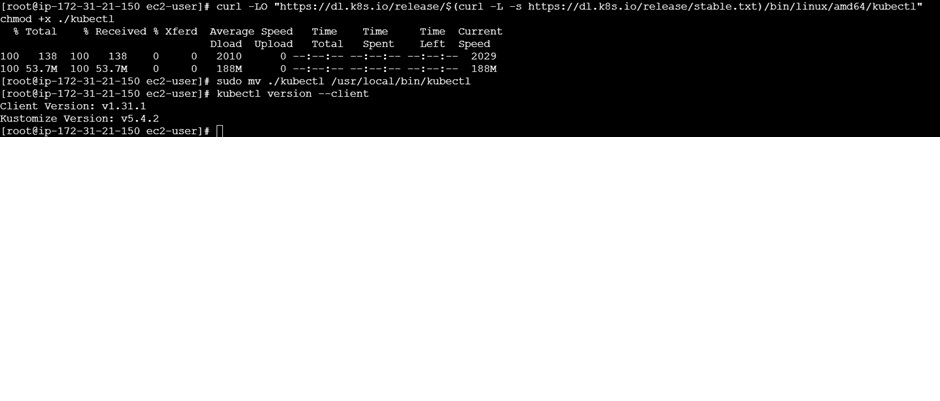 [root@ip-172-31-21-150 ec2-user]# curl -LO "https://dl.k8s.io/release/$(curl -L -s https://dl.k8s.io/release/stable.txt)/bin/linux/amd64/kubectl"
chmod +x ./kubectl
  % Total    % Received % Xferd  Average Speed   Time    Time     Time  Current
                                 Dload  Upload   Total   Spent    Left  Speed
100   138  100   138    0     0   2010      0 --:--:-- --:--:-- --:--:--  2029
100 53.7M  100 53.7M    0     0   188M      0 --:--:-- --:--:-- --:--:--  188M
[root@ip-172-31-21-150 ec2-user]# sudo mv ./kubectl /usr/local/bin/kubectl
[root@ip-172-31-21-150 ec2-user]# kubectl version --client
Client Version: v1.31.1
Kustomize Version: v5.4.2
[root@ip-172-31-21-150 ec2-user]#